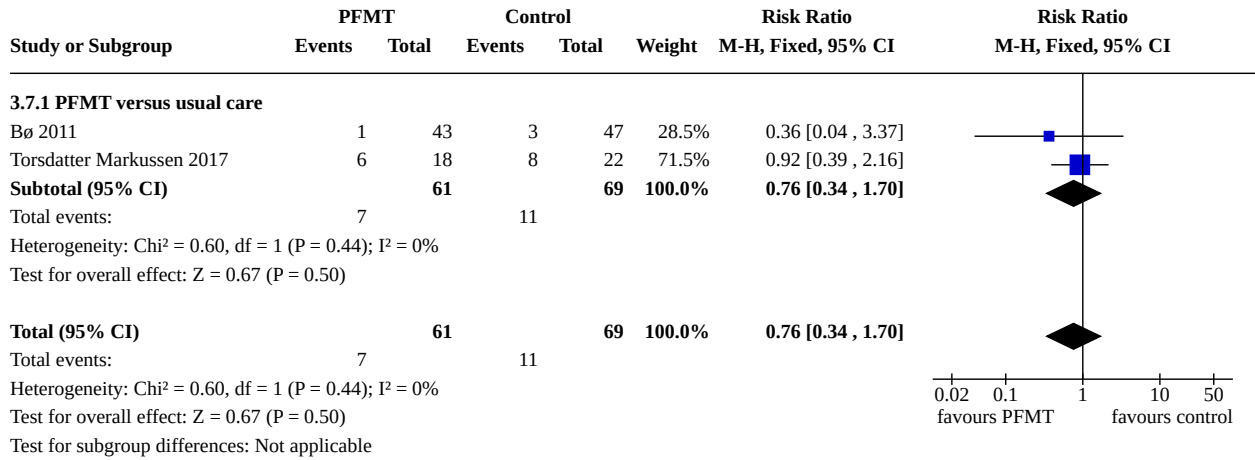 PFMT Control Risk Ratio Risk Ratio
Study or Subgroup Events Total Events Total Weight M-H, Fixed, 95% CI M-H, Fixed, 95% CI
3.7.1 PFMT versus usual care
Bø 2011 1 43 3 47 28.5% 0.36 [0.04 , 3.37]
Torsdatter Markussen 2017 6 18 8 22 71.5% 0.92 [0.39 , 2.16]
Subtotal (95% CI) 61 69 100.0% 0.76 [0.34 , 1.70]
Total events: 7 11
Heterogeneity: Chi² = 0.60, df = 1 (P = 0.44); I² = 0%
Test for overall effect: Z = 0.67 (P = 0.50)
Total (95% CI) 61 69 100.0% 0.76 [0.34 , 1.70]
Total events: 7 11
Heterogeneity: Chi² = 0.60, df = 1 (P = 0.44); I² = 0%
0.02 0.1 1 10 50
Test for overall effect: Z = 0.67 (P = 0.50) favours PFMT favours control
Test for subgroup differences: Not applicable